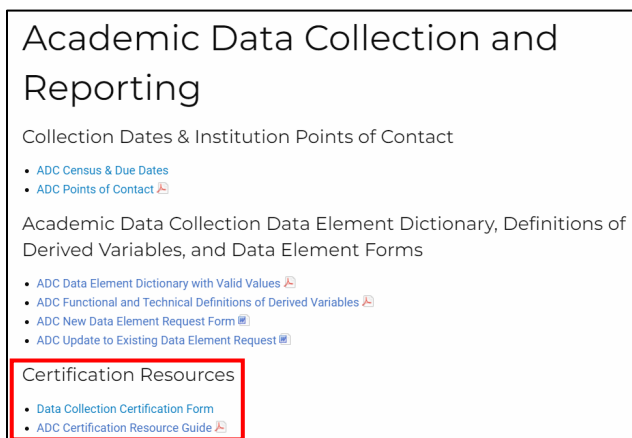 Academic Data Collection and
Reporting
Collection Dates & Institution Points of Contact
ADC Census & Due Dates
ADC Points of Contact
Academic Data Collection Data Element Dictionary, Definitions of
Derived Variables, and Data Element Forms
ADC Data Element Dictionary with Valid Values
ADC Functional and Technical Definitions of Derived Variables
ADC New Data Element Request Form
ADC Update to Existing Data Element Request
Certification Resources
Data Collection Certification Form
ADC Certification Resource Guide